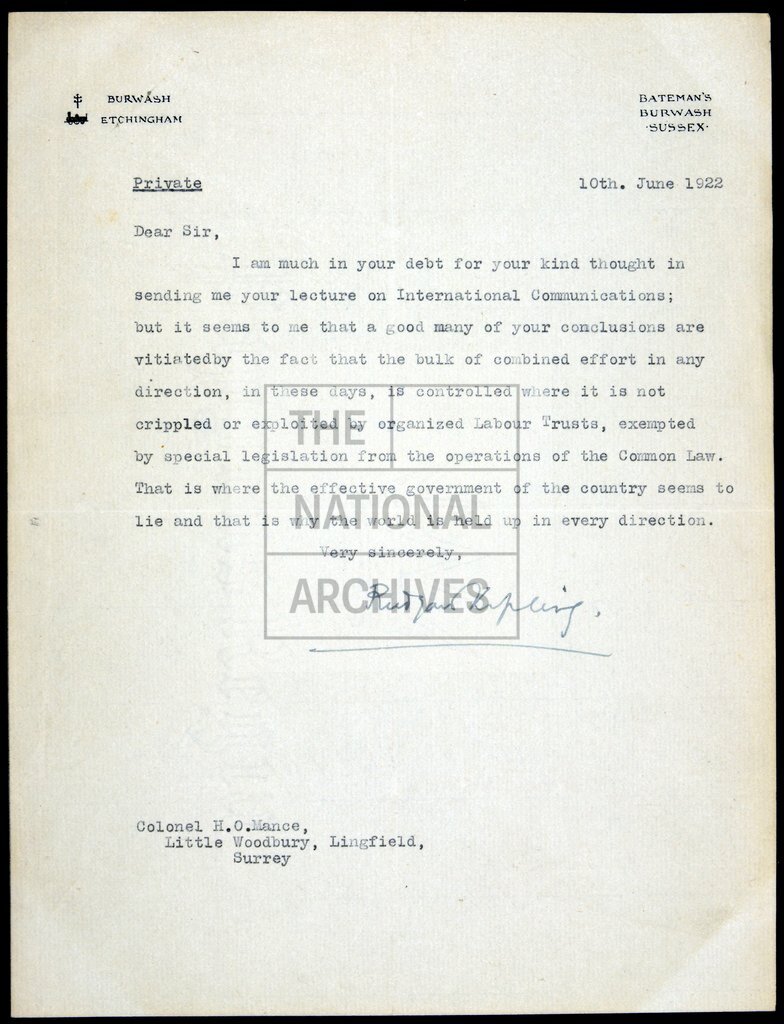 BURWASH
ETCHINGHAM
BATEMAN'S
BURWASH
·SUSSEX·
Private
10th. June 1922
Dear Sir,
I am much in your debt for your kind thought in
sending me your lecture on International Communications;
but it seems to me that a good many of your conclusions are
vitiatedby the fact that the bulk of combined effort in any
direction, in these days, is controlled where it is not
crippled or exploited by organized Labour Trusts, exempted
by special legislation from the operations of the Common Law.
That is where the effective government of the country seems to
lie and that is why the world is held up in every direction.
Very sincerely,
Rudyard Kipling.
Colonel H.O.Mance,
Little Woodbury, Lingfield,
Surrey
THE
NATIONAL
ARCHIVES